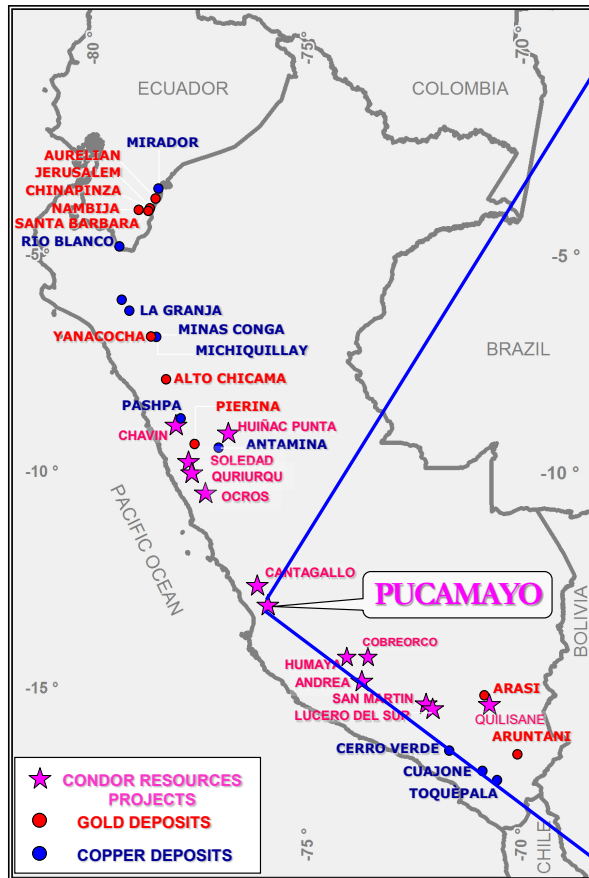 -80 °
-75 °
-70 °
ECUADOR
COLOMBIA
MIRADOR
AURELIAN
JERUSALEM
CHINAPINZA
NAMBIJA
SANTA BARBARA
RIO BLANCO
-5 °
-5 °
LA GRANJA
MINAS CONGA
YANACOCHA
MICHIQUILLAY
BRAZIL
ALTO CHICAMA
PASHPA
PIERINA
CHAVIN
HUIÑAC PUNTA
ANTAMINA
SOLEDAD
-10 °
QURIURQU
-10 °
OCROS
PACIFIC OCEAN
CANTAGALLO
PUCAMAYO
BOLIVIA
COBREORCO
HUMAYA
ANDREA
-15 °
ARASI
SAN MARTIN
LUCERO DEL SUR
QUILISANE
ARUNTANI
CERRO VERDE
CUAJONE
TOQUEPALA
CONDOR RESOURCES
PROJECTS
GOLD DEPOSITS
COPPER DEPOSITS
-75 °
-70 °
CHILE